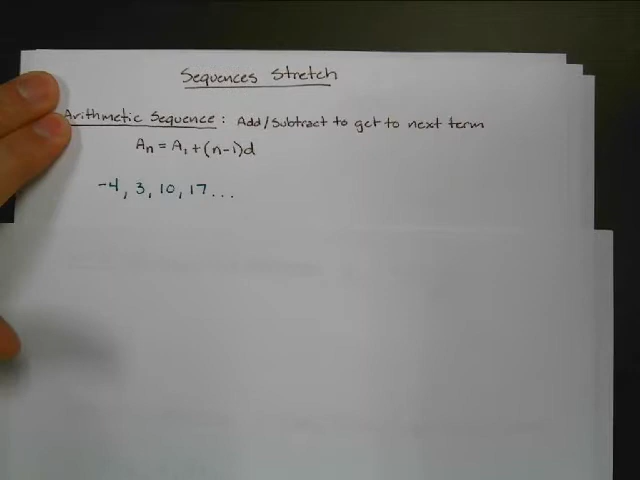 Sequences Stretch
Arithmetic Sequence: Add/Subtract to get to next term
An = A1 + (n-1)d
-4, 3, 10, 17...